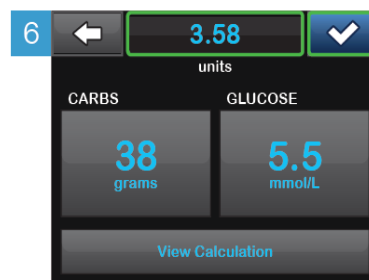 6
3.58
units
CARBS GLUCOSE
38 5.5
grams mmol/L
View Calculation